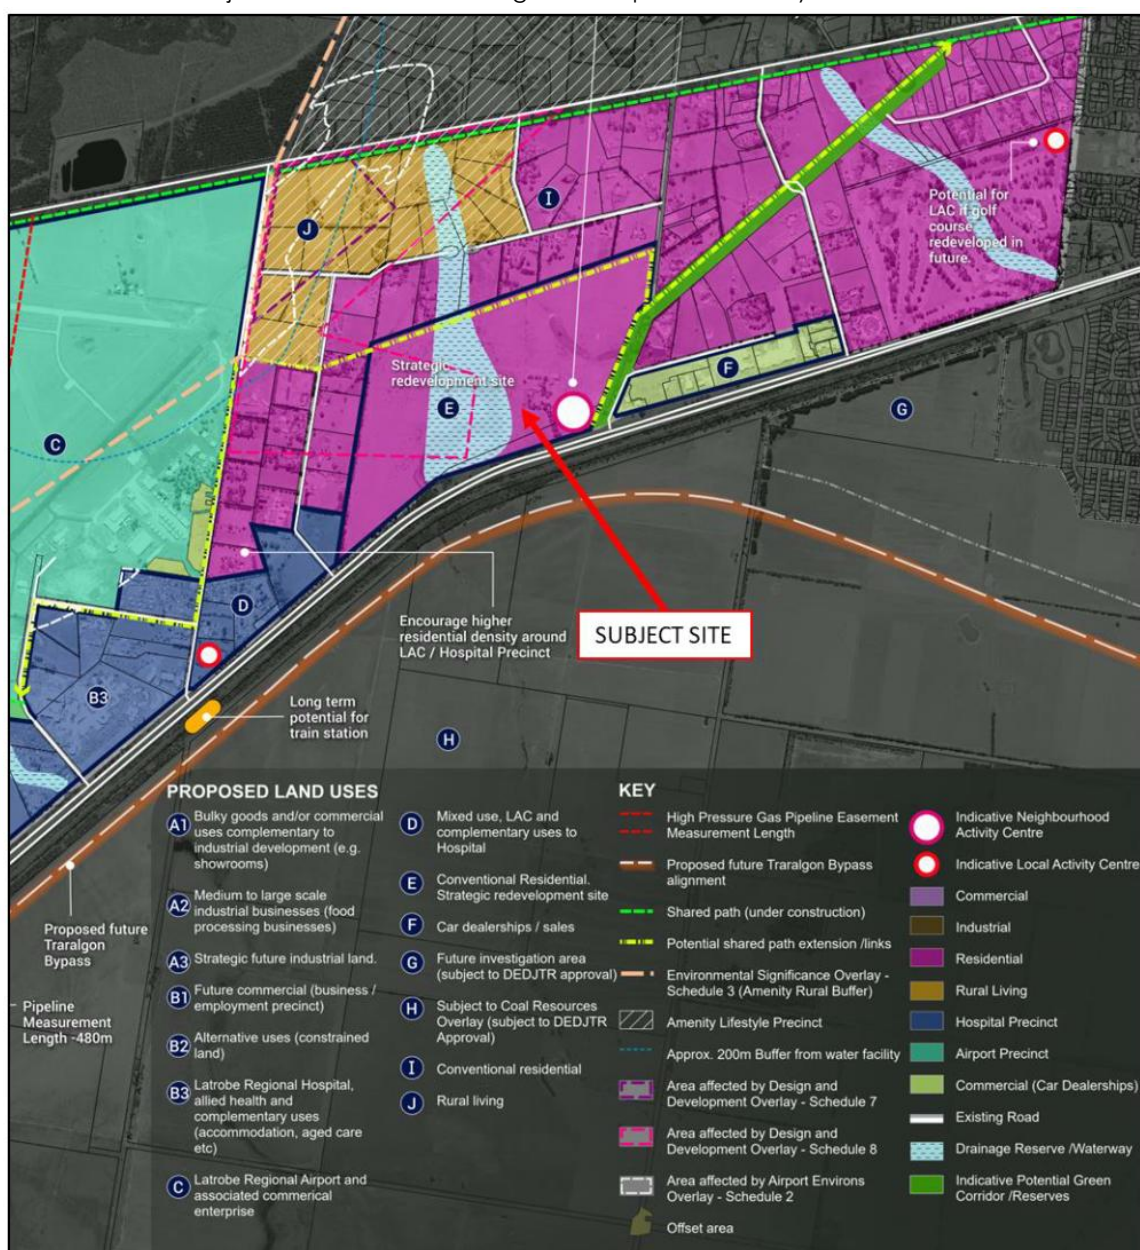 J
I
Potential for
LAC if golf
course
redeveloped in
future.
Strategic
redevelopment site
E
F
G
C
SUBJECT SITE
Encourage higher
residential density around
LAC / Hospital Precinct
D
B3
Long term
potential for
train station
H
Proposed future
Traralgon
Bypass
Pipeline
Measurement
Length -480m
PROPOSED LAND USES
A1 Bulky goods and/or commercial
uses complementary to
industrial development (e.g.
showrooms)
A2 Medium to large scale
industrial businesses (food
processing businesses)
A3 Strategic future industrial land.
B1 Future commercial (business /
employment precinct)
B2 Alternative uses (constrained
land)
B3 Latrobe Regional Hospital,
allied health and
complementary uses
(accommodation, aged care
etc)
C Latrobe Regional Airport and
associated commerical
enterprise
D Mixed use, LAC and
complementary uses to
Hospital
E Conventional Residential.
Strategic redevelopment site
F Car dealerships / sales
G Future investigation area
(subject to DEDJTR approval)
H Subject to Coal Resources
Overlay (subject to DEDJTR
Approval)
I Conventional residential
J Rural living
KEY
High Pressure Gas Pipeline Easement
Measurement Length
Proposed future Traralgon Bypass
alignment
Shared path (under construction)
Potential shared path extension /links
Environmental Significance Overlay -
Schedule 3 (Amenity Rural Buffer)
Amenity Lifestyle Precinct
Approx. 200m Buffer from water facility
Area affected by Design and
Development Overlay - Schedule 7
Area affected by Design and
Development Overlay - Schedule 8
Area affected by Airport Environs
Overlay - Schedule 2
Offset area
Indicative Neighbourhood
Activity Centre
Indicative Local Activity Centre
Commercial
Industrial
Residential
Rural Living
Hospital Precinct
Airport Precinct
Commercial (Car Dealerships)
Existing Road
Drainage Reserve /Waterway
Indicative Potential Green
Corridor /Reserves